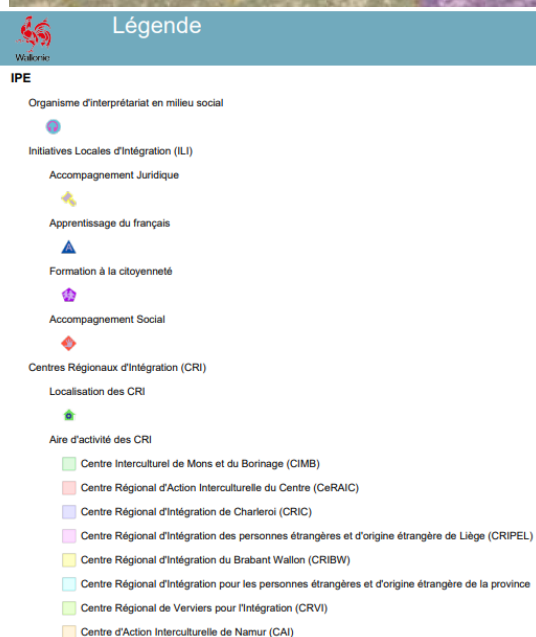 Légende
Wallonie
IPE
Organisme d'interprétariat en milieu social
Initiatives Locales d'Intégration (ILI)
Accompagnement Juridique
Apprentissage du français
Formation à la citoyenneté
Accompagnement Social
Centres Régionaux d'Intégration (CRI)
Localisation des CRI
Aire d'activité des CRI
Centre Interculturel de Mons et du Borinage (CIMB)
Centre Régional d'Action Interculturelle du Centre (CeRAIC)
Centre Régional d'Intégration de Charleroi (CRIC)
Centre Régional d'Intégration des personnes étrangères et d'origine étrangère de Liège (CRIPEL)
Centre Régional d'Intégration du Brabant Wallon (CRIBW)
Centre Régional d'Intégration pour les personnes étrangères et d'origine étrangère de la province
Centre Régional de Verviers pour l'Intégration (CRVI)
Centre d'Action Interculturelle de Namur (CAI)